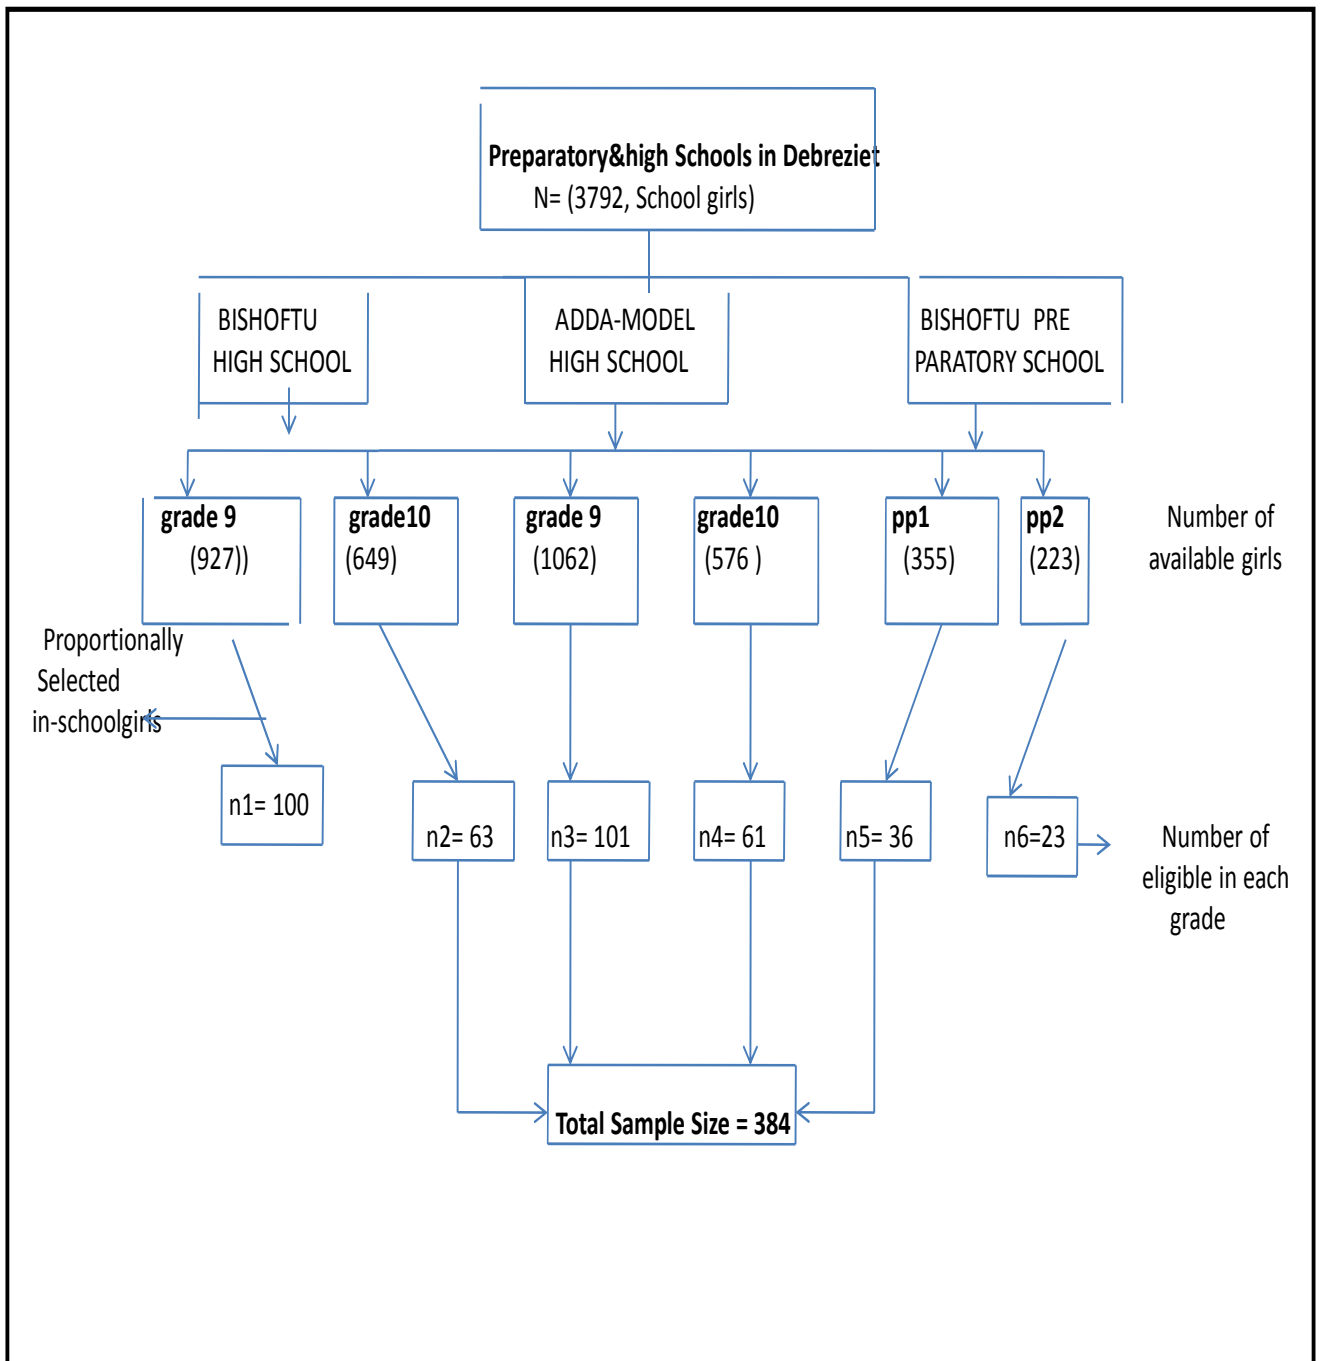 Preparatory&high Schools in Debreziet
N= (3792, School girls)
BISHOFTU
HIGH SCHOOL
ADDA-MODEL
HIGH SCHOOL
BISHOFTU PRE
PARATORY SCHOOL
grade 9
(927))
grade10
(649)
grade 9
(1062)
grade10
(576 )
pp1
(355)
pp2
(223)
Number of
available girls
Proportionally
Selected
in-schoolgirls
n1= 100
n2= 63
n3= 101
n4= 61
n5= 36
n6=23
Number of
eligible in each
grade
Total Sample Size = 384